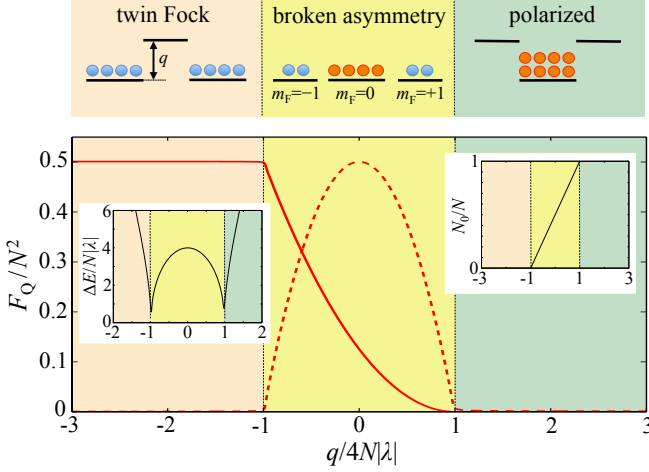 twin Fock broken asymmetry polarized
q
m_F=−1 m_F=0 m_F=+1
0.5
0.4
0.3
0.2
0.1
0
F_Q/N²
-3 -2 -1 0 1 2 3
q/4N|λ|
6
4
2
0
ΔE/N|λ|
-2 -1 0 1 2
1
0
N_0/N
-3 -1 1 3